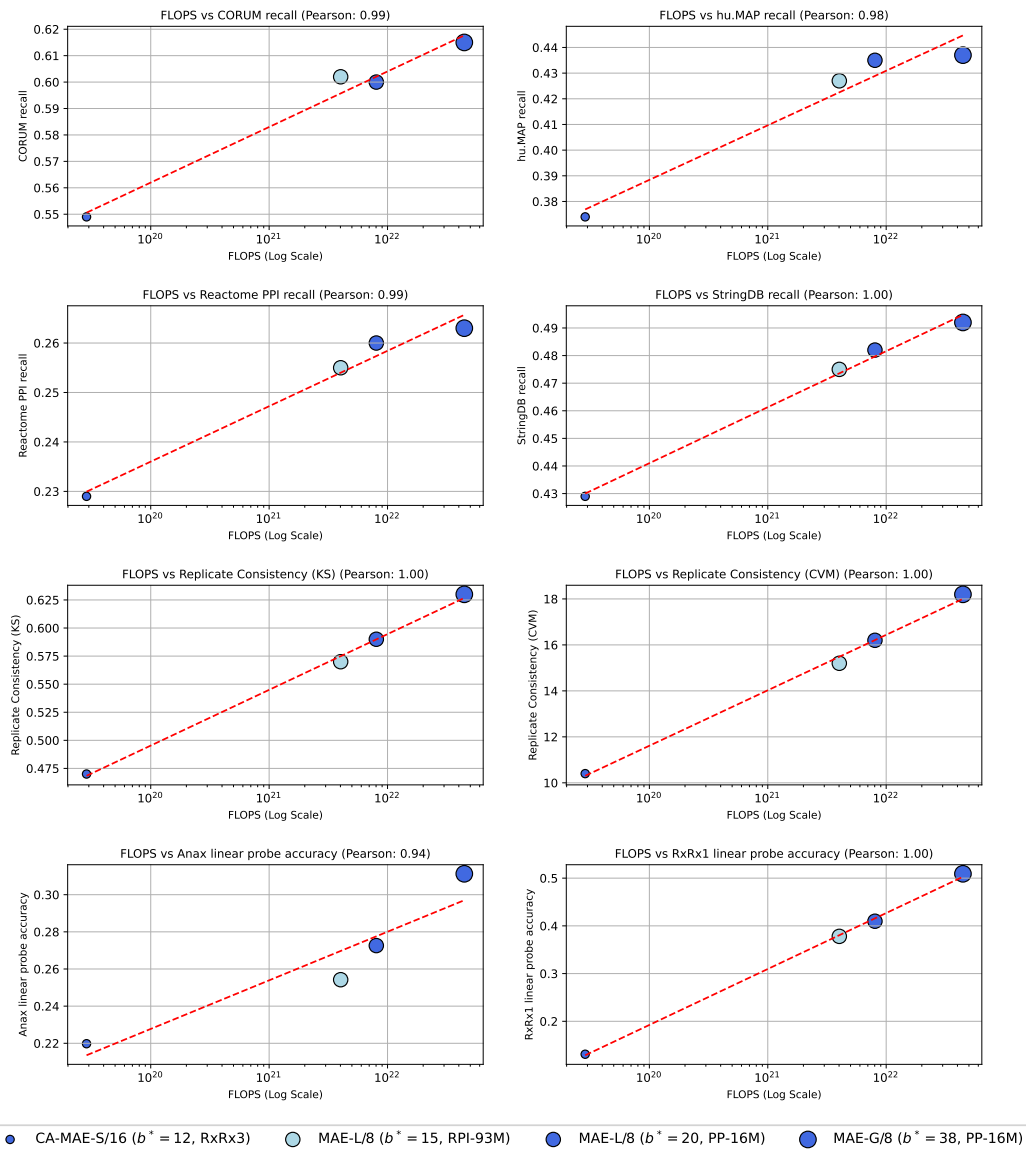 FLOPS vs CORUM recall (Pearson: 0.99)
CORUM recall
0.62
0.61
0.60
0.59
0.58
0.57
0.56
0.55
10^20 10^21 10^22
FLOPS (Log Scale)
FLOPS vs hu.MAP recall (Pearson: 0.98)
hu.MAP recall
0.44
0.43
0.42
0.41
0.40
0.39
0.38
10^20 10^21 10^22
FLOPS (Log Scale)
FLOPS vs Reactome PPI recall (Pearson: 0.99)
Reactome PPI recall
0.26
0.25
0.24
0.23
10^20 10^21 10^22
FLOPS (Log Scale)
FLOPS vs StringDB recall (Pearson: 1.00)
StringDB recall
0.49
0.48
0.47
0.46
0.45
0.44
0.43
10^20 10^21 10^22
FLOPS (Log Scale)
FLOPS vs Replicate Consistency (KS) (Pearson: 1.00)
Replicate Consistency (KS)
0.625
0.600
0.575
0.550
0.525
0.500
0.475
10^20 10^21 10^22
FLOPS (Log Scale)
FLOPS vs Replicate Consistency (CVM) (Pearson: 1.00)
Replicate Consistency (CVM)
18
16
14
12
10
10^20 10^21 10^22
FLOPS (Log Scale)
FLOPS vs Anax linear probe accuracy (Pearson: 0.94)
Anax linear probe accuracy
0.30
0.28
0.26
0.24
0.22
10^20 10^21 10^22
FLOPS (Log Scale)
FLOPS vs RxRx1 linear probe accuracy (Pearson: 1.00)
RxRx1 linear probe accuracy
0.5
0.4
0.3
0.2
10^20 10^21 10^22
FLOPS (Log Scale)
CA-MAE-S/16 (b* = 12, RxRx3) MAE-L/8 (b* = 15, RPI-93M) MAE-L/8 (b* = 20, PP-16M) MAE-G/8 (b* = 38, PP-16M)